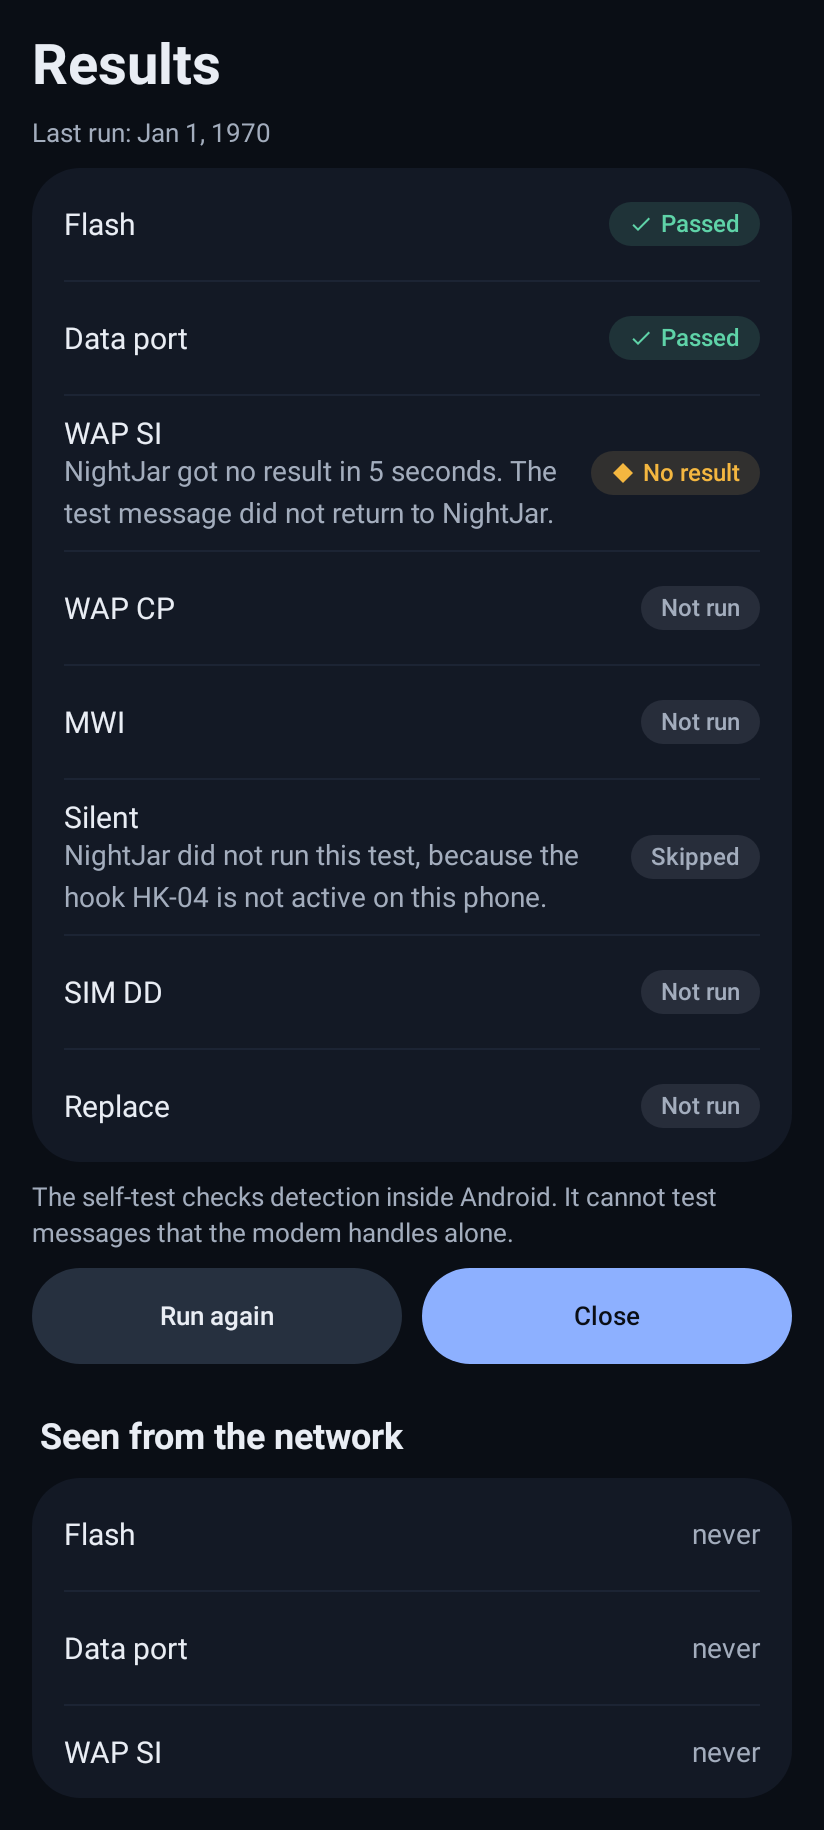 Results
Last run: Jan 1, 1970
Flash
Passed
Data port
Passed
WAP SI
NightJar got no result in 5 seconds. The
test message did not return to NightJar.
No result
WAP CP
Not run
MWI
Not run
Silent
NightJar did not run this test, because the
hook HK-04 is not active on this phone.
Skipped
SIM DD
Not run
Replace
Not run
The self-test checks detection inside Android. It cannot test
messages that the modem handles alone.
Run again
Close
Seen from the network
Flash
never
Data port
never
WAP SI
never